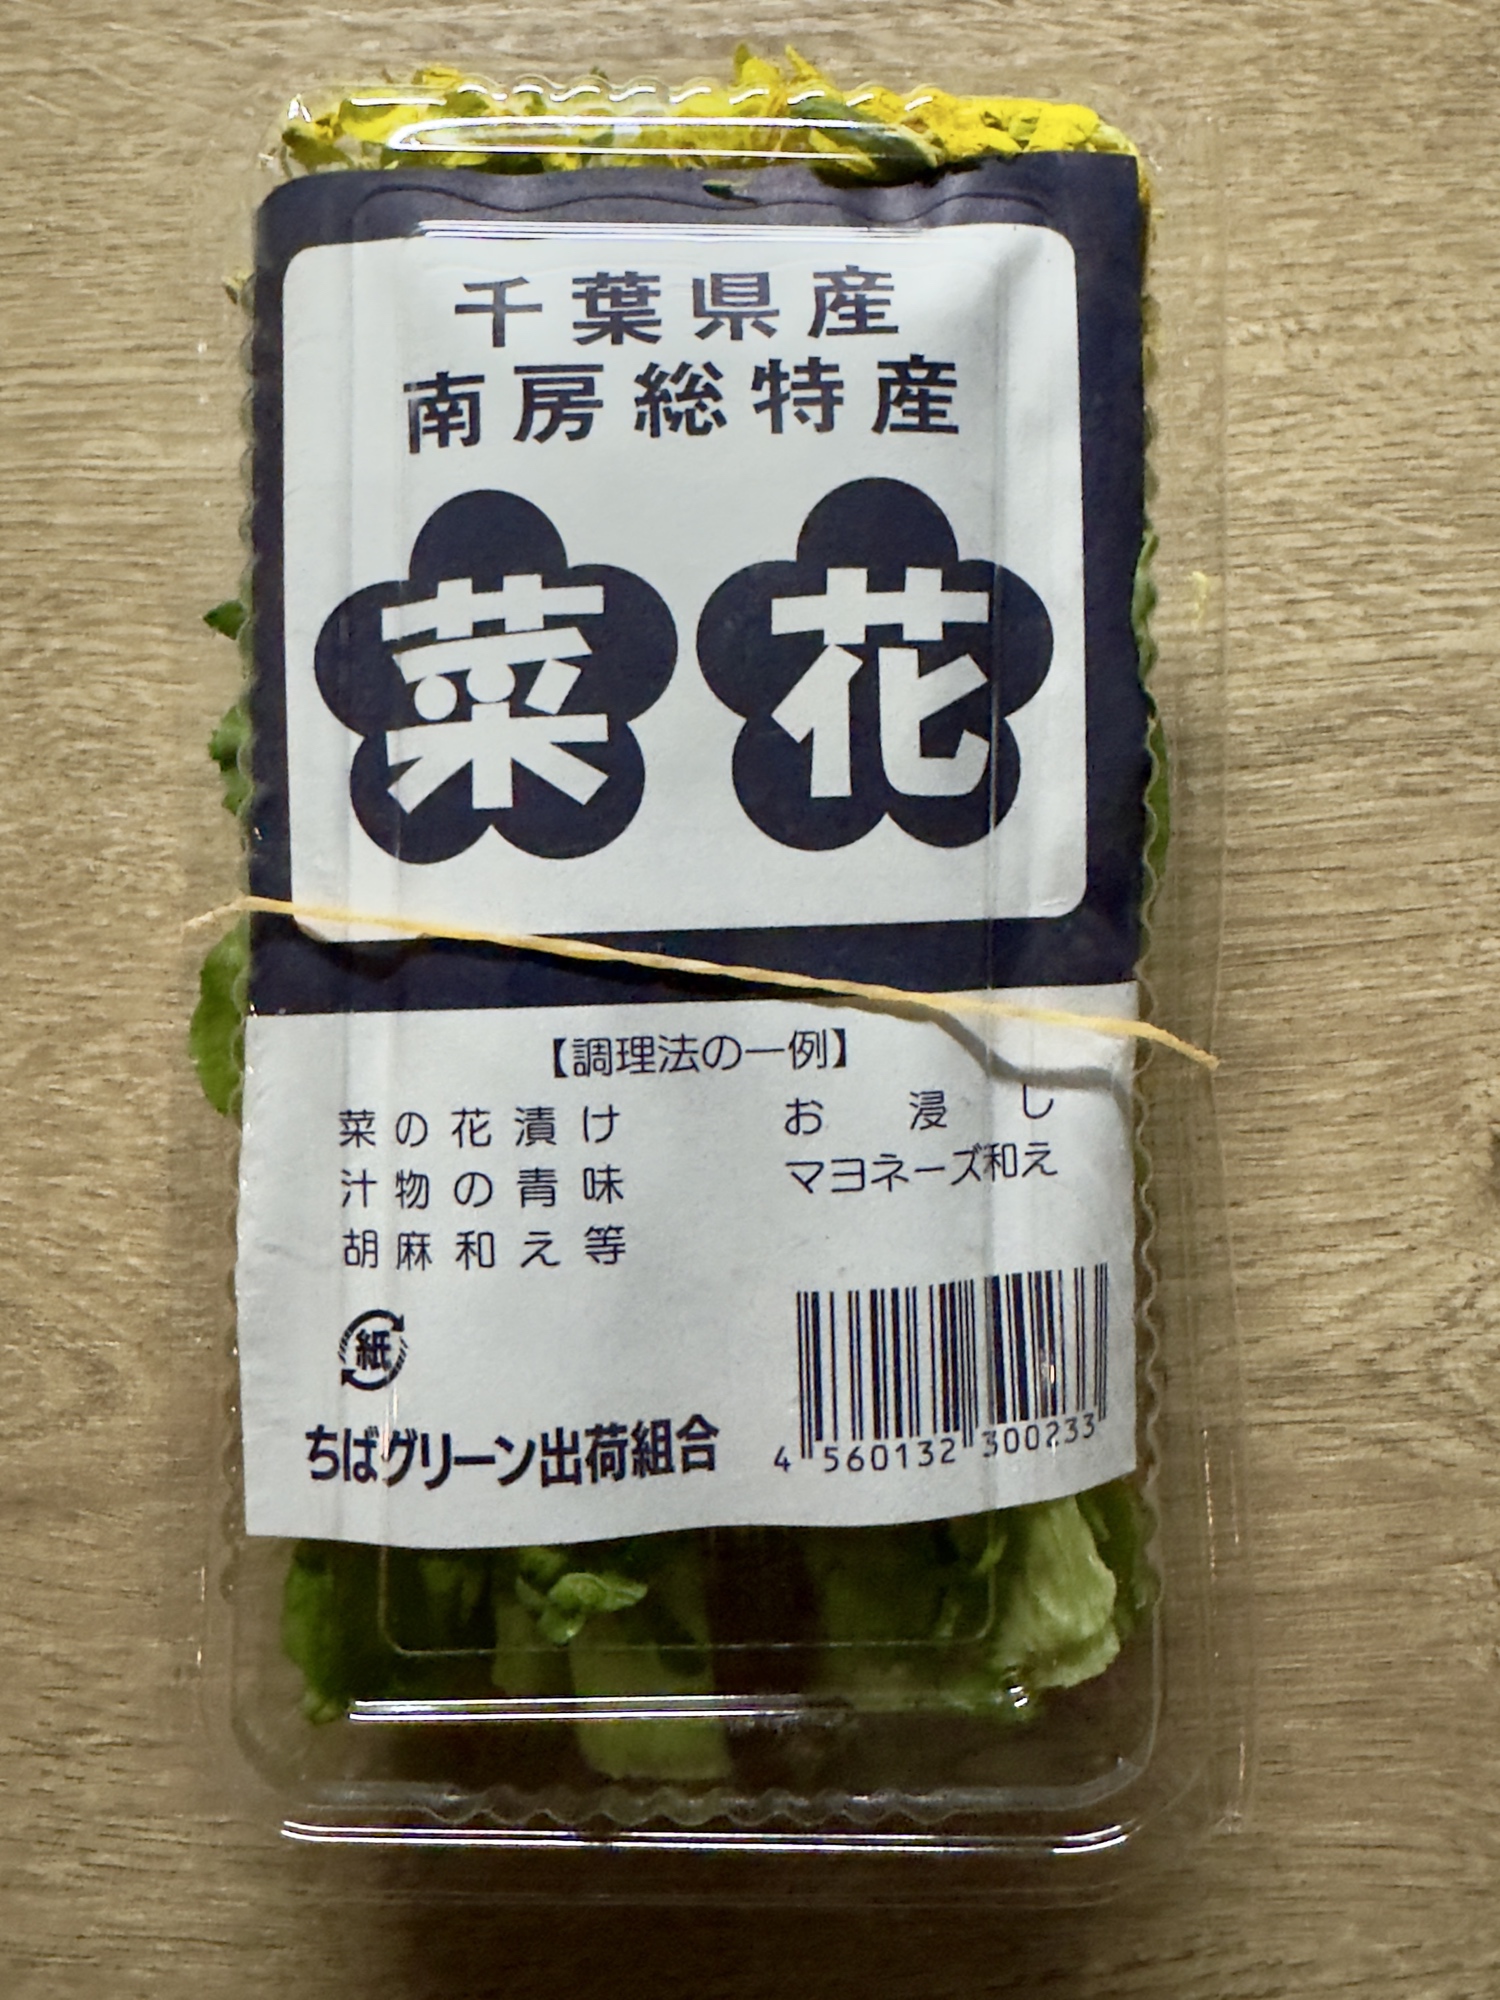 千葉県産
南房総特産
菜花
【調理法の一例】
菜の花漬け お浸し
汁物の青味 マヨネーズ和え
胡麻和え等
紙
ちばグリーン出荷組合
4 560132 300233